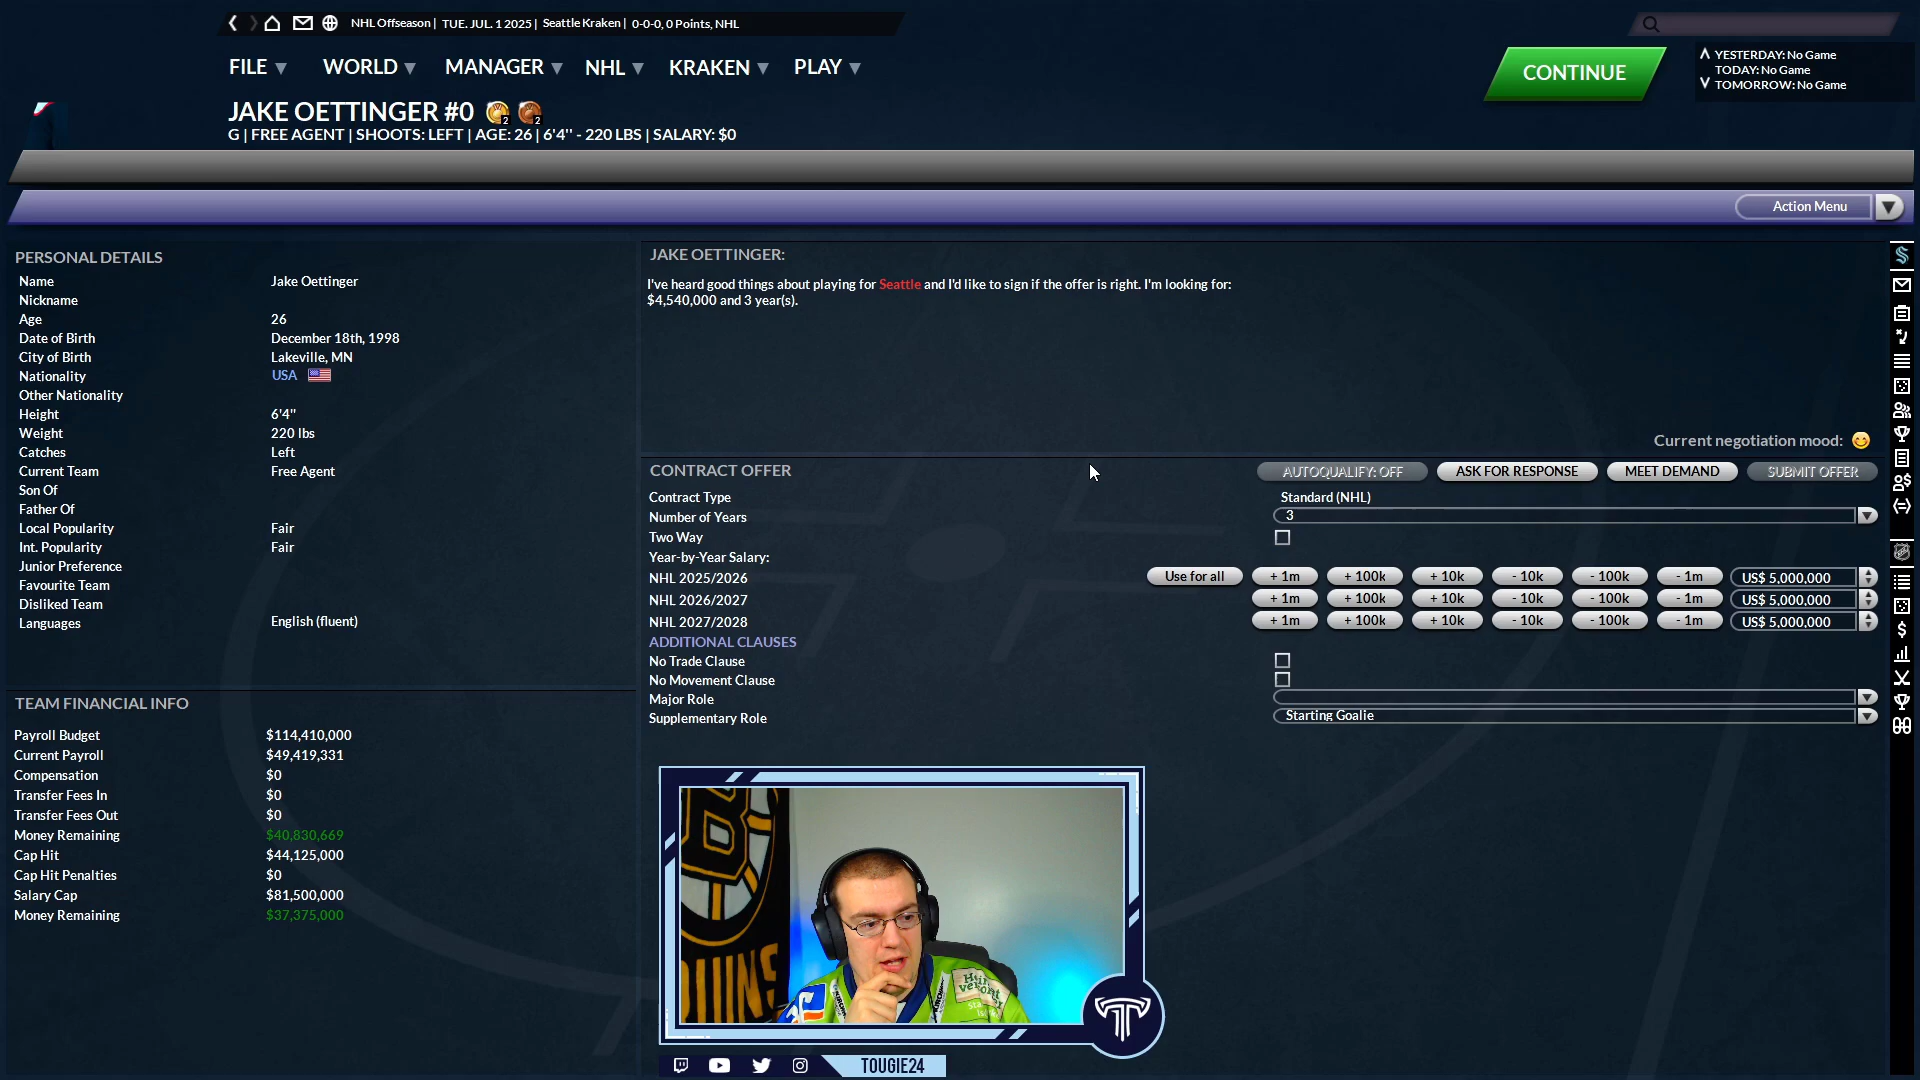 NHL Offseason | TUE. JUL. 1 2025 | Seattle Kraken | 0-0-0, 0 Points, NHL
FILE
WORLD
MANAGER
NHL
KRAKEN
PLAY
CONTINUE
YESTERDAY: No Game
TODAY: No Game
TOMORROW: No Game
JAKE OETTINGER #0
2
2
G | FREE AGENT | SHOOTS: LEFT | AGE: 26 | 6'4'' - 220 LBS | SALARY: $0
Action Menu
PERSONAL DETAILS
Name Jake Oettinger
Nickname
Age 26
Date of Birth December 18th, 1998
City of Birth Lakeville, MN
Nationality USA
Other Nationality
Height 6'4''
Weight 220 lbs
Catches Left
Current Team Free Agent
Son Of
Father Of
Local Popularity Fair
Int. Popularity Fair
Junior Preference
Favourite Team
Disliked Team
Languages English (fluent)
TEAM FINANCIAL INFO
Payroll Budget $114,410,000
Current Payroll $49,419,331
Compensation $0
Transfer Fees In $0
Transfer Fees Out $0
Money Remaining $40,830,669
Cap Hit $44,125,000
Cap Hit Penalties $0
Salary Cap $81,500,000
Money Remaining $37,375,000
JAKE OETTINGER:
I've heard good things about playing for Seattle and I'd like to sign if the offer is right. I'm looking for:
$4,540,000 and 3 year(s).
Current negotiation mood:
CONTRACT OFFER
AUTOQUALIFY: OFF
ASK FOR RESPONSE
MEET DEMAND
SUBMIT OFFER
Contract Type Standard (NHL)
Number of Years 3
Two Way
Year-by-Year Salary:
NHL 2025/2026 Use for all + 1m + 100k + 10k - 10k - 100k - 1m US$ 5,000,000
NHL 2026/2027 + 1m + 100k + 10k - 10k - 100k - 1m US$ 5,000,000
NHL 2027/2028 + 1m + 100k + 10k - 10k - 100k - 1m US$ 5,000,000
ADDITIONAL CLAUSES
No Trade Clause
No Movement Clause
Major Role
Supplementary Role Starting Goalie
TOUGIE24